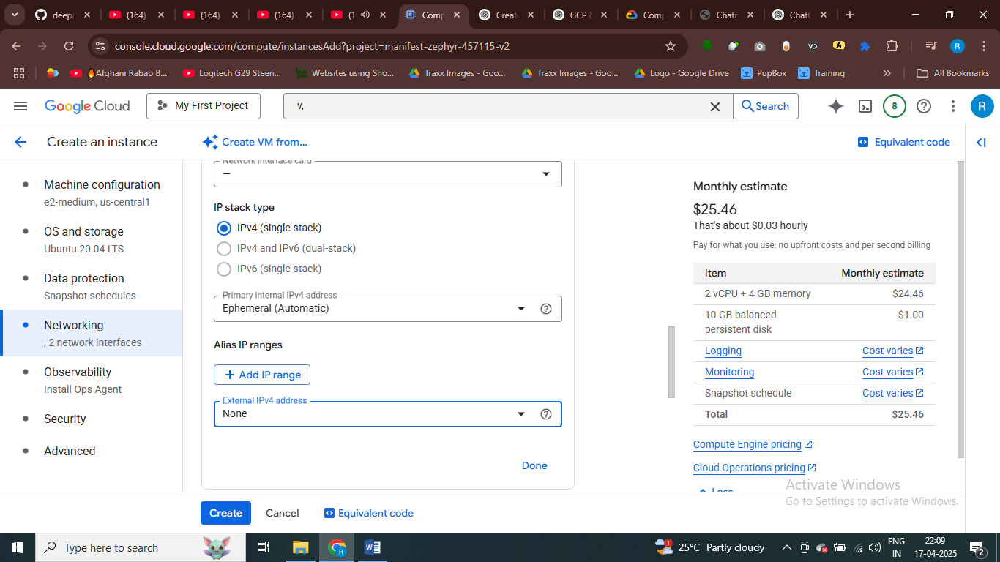 deepa
(164)
(164)
(164)
(1
Comp
Create
GCP
Comp
Chatg
ChatG
console.cloud.google.com/compute/instancesAdd?project=manifest-zephyr-457115-v2
R
🔥Afghani Rabab B...
Logitech G29 Steeri...
Websites using Sho...
Traxx Images - Goo...
Traxx Images - Goo...
Logo - Google Drive
PupBox
Training
»
All Bookmarks
Google Cloud
My First Project
v,
Search
8
R
Create an instance
Create VM from...
Equivalent code
Machine configuration
e2-medium, us-central1
OS and storage
Ubuntu 20.04 LTS
Data protection
Snapshot schedules
Networking
, 2 network interfaces
Observability
Install Ops Agent
Security
Advanced
Network interface card
—
IP stack type
IPv4 (single-stack)
IPv4 and IPv6 (dual-stack)
IPv6 (single-stack)
Primary internal IPv4 address
Ephemeral (Automatic)
Alias IP ranges
+ Add IP range
External IPv4 address
None
Done
Monthly estimate
$25.46
That's about $0.03 hourly
Pay for what you use: no upfront costs and per second billing
Item Monthly estimate
2 vCPU + 4 GB memory $24.46
10 GB balanced $1.00
persistent disk
Logging Cost varies
Monitoring Cost varies
Snapshot schedule Cost varies
Total $25.46
Compute Engine pricing
Cloud Operations pricing
Less
Activate Windows
Go to Settings to activate Windows.
Create
Cancel
Equivalent code
Type here to search
25°C Partly cloudy
ENG
IN
22:09
17-04-2025
2